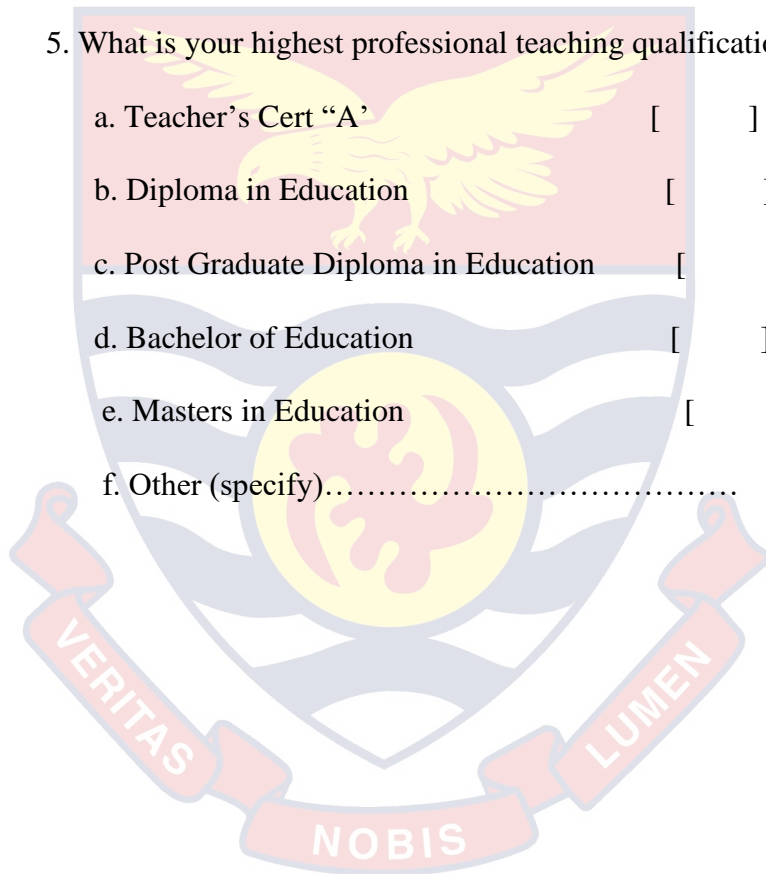 5. What is your highest professional teaching
a. Teacher’s Cert “A’ [ ]
b. Diploma in Education [ ]
c. Post Graduate Diploma in Education [
d. Bachelor of Education [ ]
e. Masters in Education [
f. Other (specify)…………………………………
VERITAS
NOBIS
LUMEN